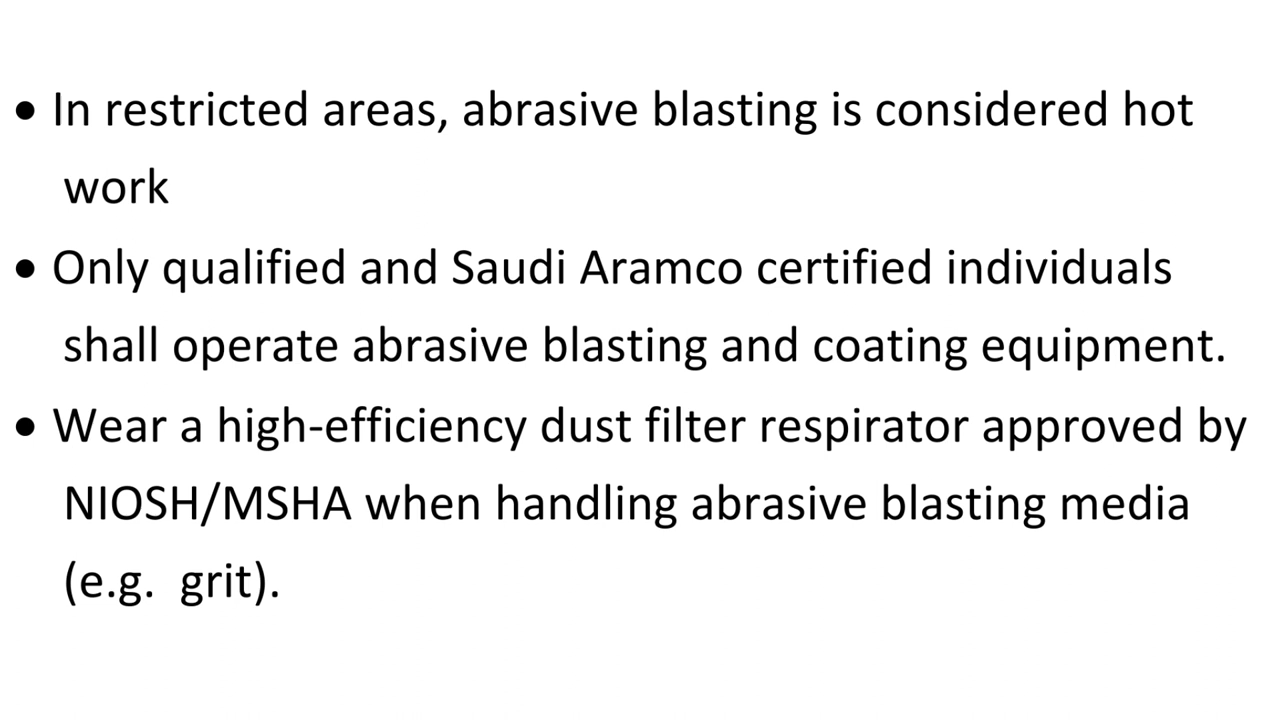 • In restricted areas, abrasive blasting is considered hot
work
• Only qualified and Saudi Aramco certified individuals
shall operate abrasive blasting and coating equipment.
• Wear a high-efficiency dust filter respirator approved by
NIOSH/MSHA when handling abrasive blasting media
(e.g.  grit).